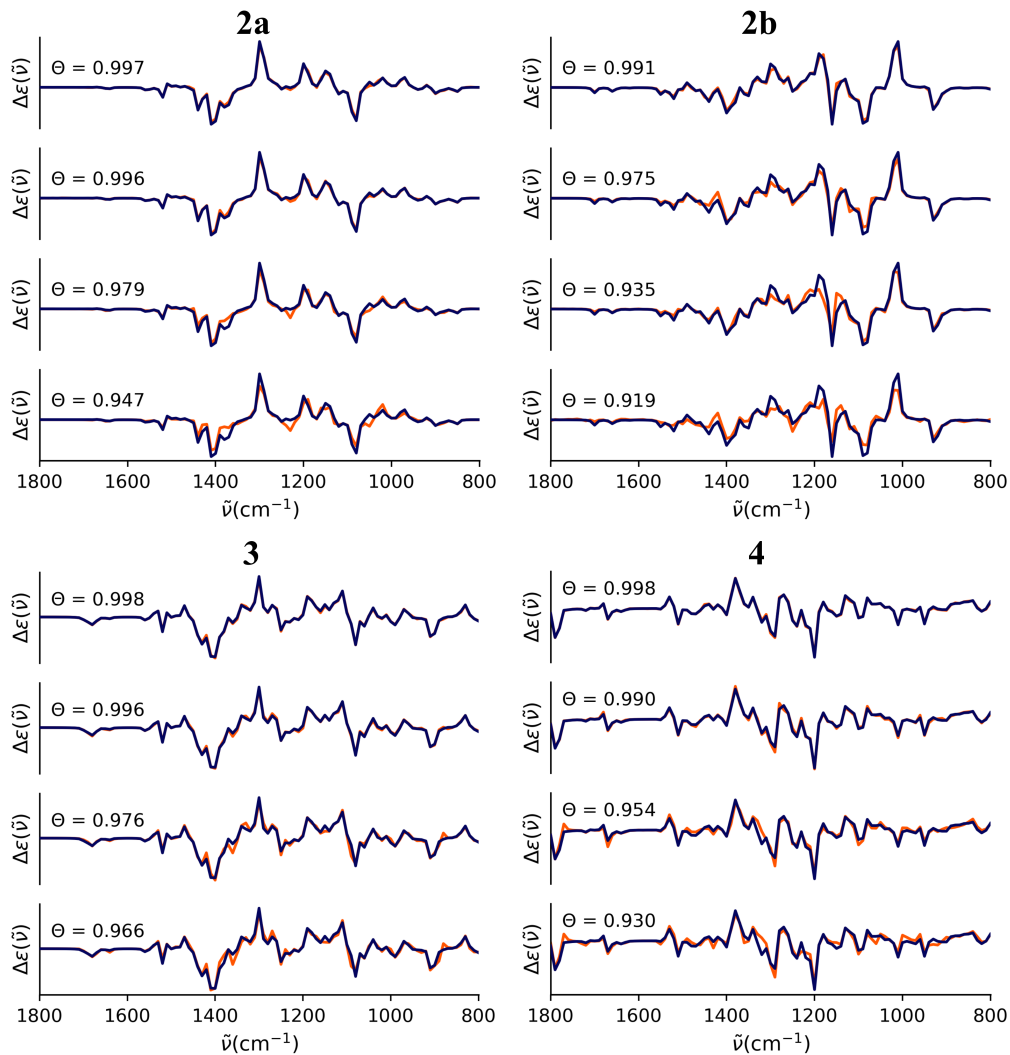 2a
Δε(ν̃)
Θ = 0.997
Δε(ν̃)
Θ = 0.996
Δε(ν̃)
Θ = 0.979
Δε(ν̃)
Θ = 0.947
1800 1600 1400 1200 1000 800
ν̃(cm⁻¹)
2b
Δε(ν̃)
Θ = 0.991
Δε(ν̃)
Θ = 0.975
Δε(ν̃)
Θ = 0.935
Δε(ν̃)
Θ = 0.919
1800 1600 1400 1200 1000 800
ν̃(cm⁻¹)
3
Δε(ν̃)
Θ = 0.998
Δε(ν̃)
Θ = 0.996
Δε(ν̃)
Θ = 0.976
Δε(ν̃)
Θ = 0.966
1800 1600 1400 1200 1000 800
ν̃(cm⁻¹)
4
Δε(ν̃)
Θ = 0.998
Δε(ν̃)
Θ = 0.990
Δε(ν̃)
Θ = 0.954
Δε(ν̃)
Θ = 0.930
1800 1600 1400 1200 1000 800
ν̃(cm⁻¹)